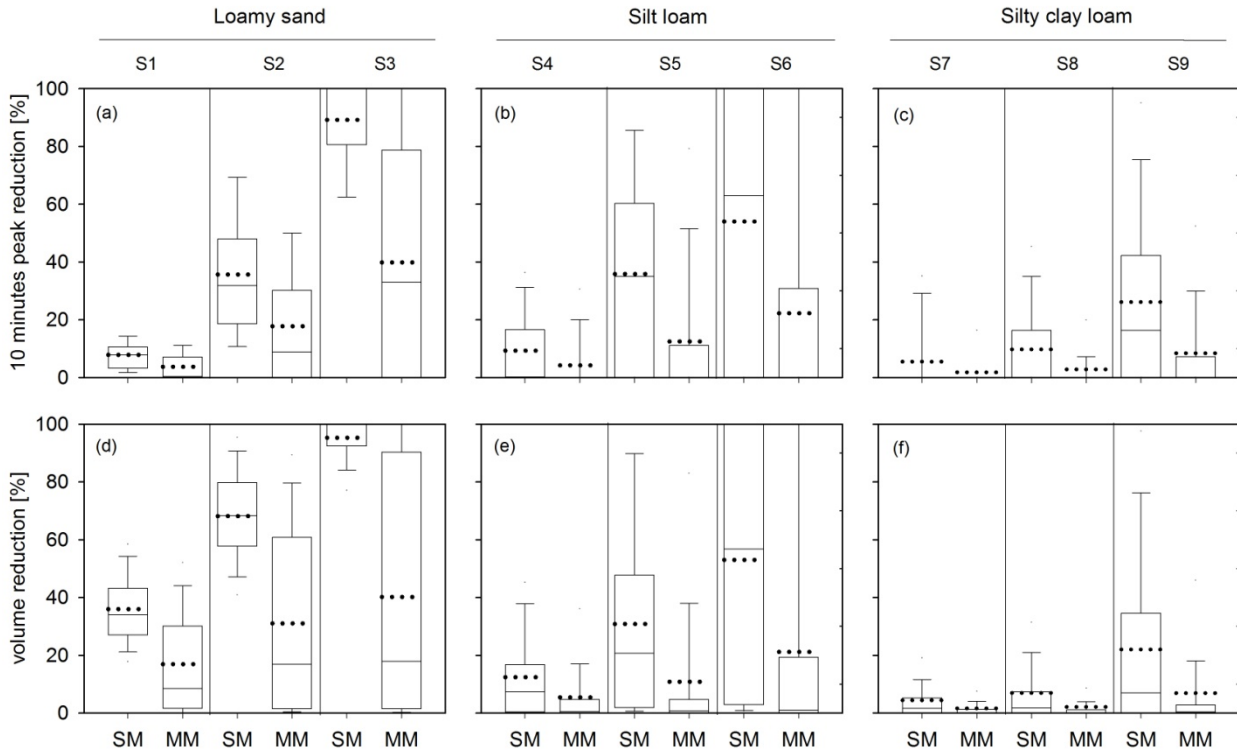 Loamy sand Silt loam Silty clay loam
S1 S2 S3 S4 S5 S6 S7 S8 S9
10 minutes peak reduction [%]
100 (a) (b) (c)
80
60
40
20
0
volume reduction [%]
100 (d) (e) (f)
80
60
40
20
0
SM MM SM MM SM MM SM MM SM MM SM MM SM MM SM MM SM MM